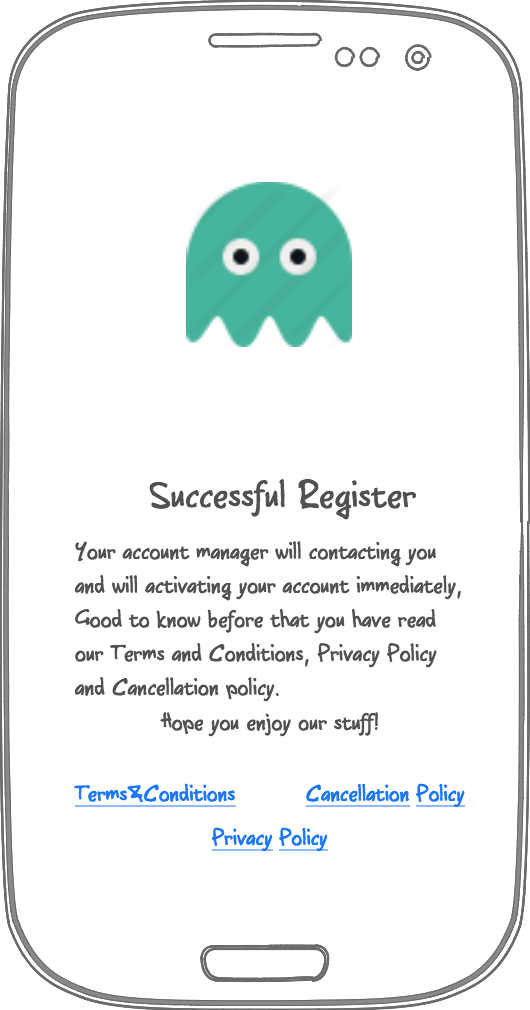 Successful Register
Your account manager will contacting you
and will activating your account immediately,
Good to know before that you have read
our Terms and Conditions, Privacy Policy
and Cancellation policy.
Hope you enjoy our stuff!
Terms&Conditions Cancellation Policy
Privacy Policy